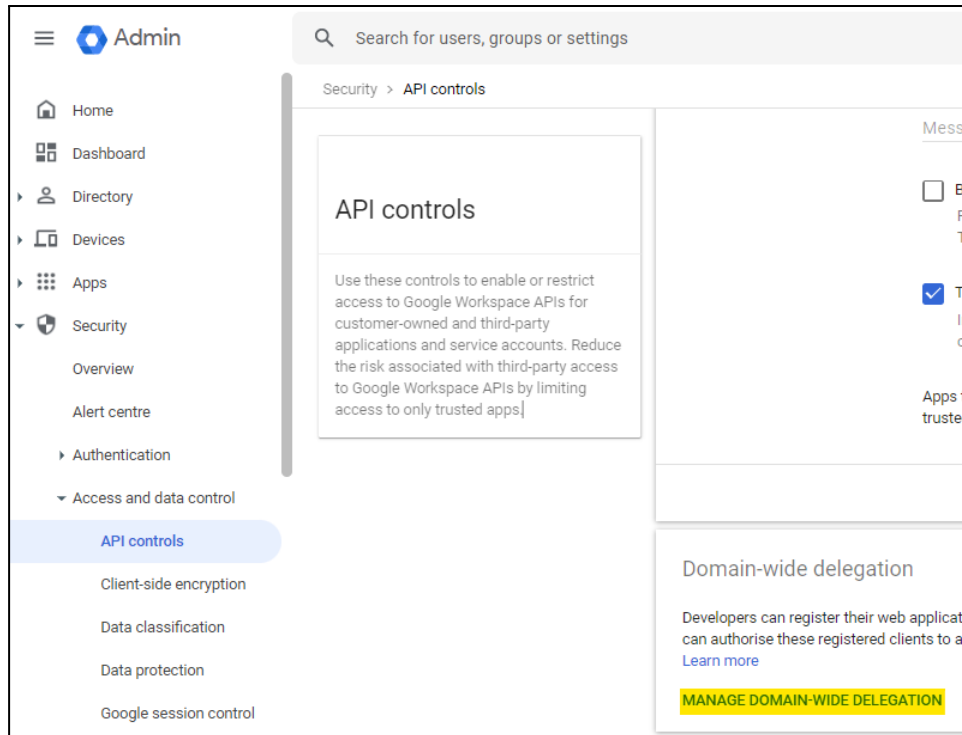 Admin
Search for users, groups or settings
Security > API controls
Home
Dashboard
Directory
Devices
Apps
Security
Overview
Alert centre
Authentication
Access and data control
API controls
Client-side encryption
Data classification
Data protection
Google session control
API controls
Use these controls to enable or restrict
access to Google Workspace APIs for
customer-owned and third-party
applications and service accounts. Reduce
the risk associated with third-party access
to Google Workspace APIs by limiting
access to only trusted apps.
Mess
Apps
truste
Domain-wide delegation
Developers can register their web applicat
can authorise these registered clients to a
Learn more
MANAGE DOMAIN-WIDE DELEGATION